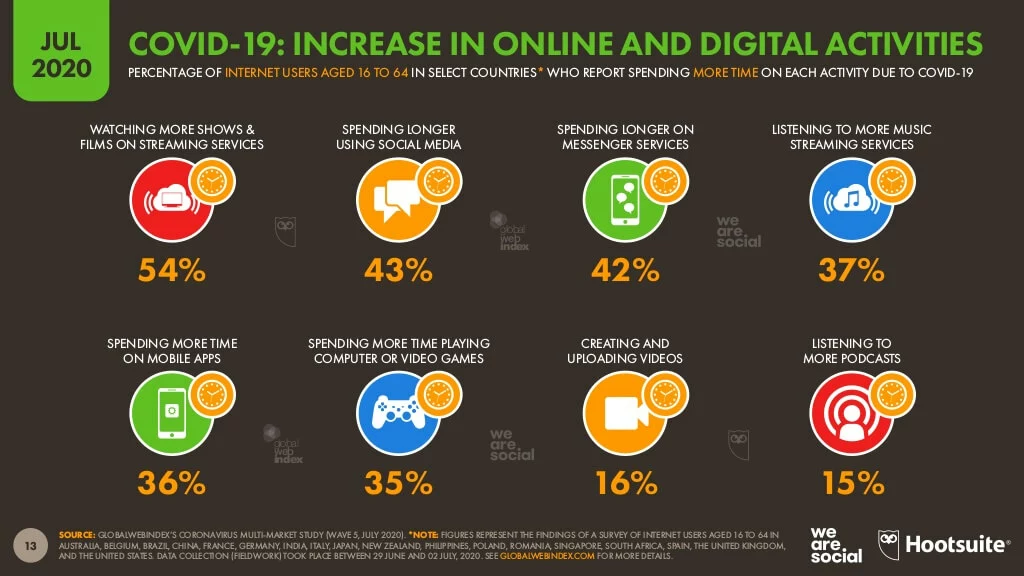 JUL
2020
COVID-19: INCREASE IN ONLINE AND DIGITAL ACTIVITIES
PERCENTAGE OF INTERNET USERS AGED 16 TO 64 IN SELECT COUNTRIES* WHO REPORT SPENDING MORE TIME ON EACH ACTIVITY DUE TO COVID-19
WATCHING MORE SHOWS &
FILMS ON STREAMING SERVICES
54%
SPENDING LONGER
USING SOCIAL MEDIA
43%
SPENDING LONGER ON
MESSENGER SERVICES
42%
LISTENING TO MORE MUSIC
STREAMING SERVICES
37%
global
web
index
we
are
social
SPENDING MORE TIME
ON MOBILE APPS
36%
SPENDING MORE TIME PLAYING
COMPUTER OR VIDEO GAMES
35%
CREATING AND
UPLOADING VIDEOS
16%
LISTENING TO
MORE PODCASTS
15%
global
web
index
we
are
social
13
SOURCE: GLOBALWEBINDEX'S CORONAVIRUS MULTI-MARKET STUDY (WAVE 5, JULY 2020). *NOTE: FIGURES REPRESENT THE FINDINGS OF A SURVEY OF INTERNET USERS AGED 16 TO 64 IN
AUSTRALIA, BELGIUM, BRAZIL, CHINA, FRANCE, GERMANY, INDIA, ITALY, JAPAN, NEW ZEALAND, PHILIPPINES, POLAND, ROMANIA, SINGAPORE, SOUTH AFRICA, SPAIN, THE UNITED KINGDOM,
AND THE UNITED STATES. DATA COLLECTION (FIELDWORK) TOOK PLACE BETWEEN 29 JUNE AND 02 JULY, 2020. SEE GLOBALWEBINDEX.COM FOR MORE DETAILS.
we
are
social
Hootsuite®